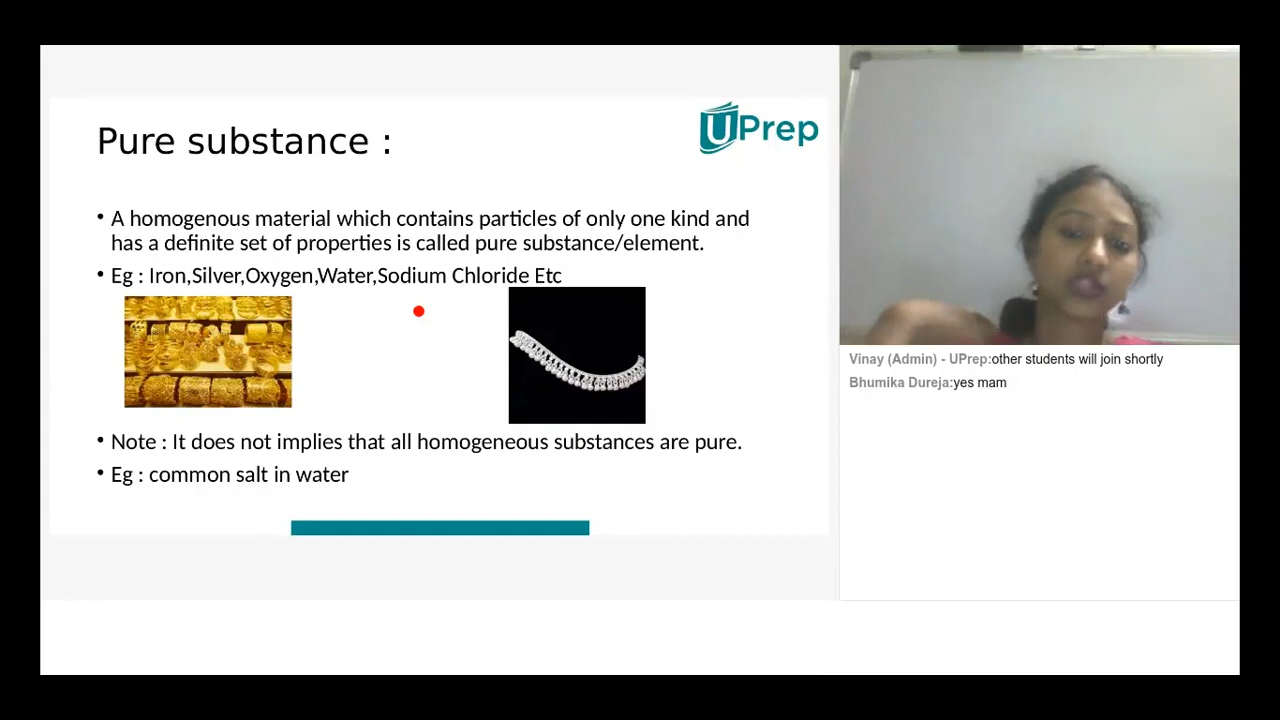 UPrep
Pure substance :
• A homogenous material which contains particles of only one kind and
has a definite set of properties is called pure substance/element.
• Eg : Iron,Silver,Oxygen,Water,Sodium Chloride Etc
• Note : It does not implies that all homogeneous substances are pure.
• Eg : common salt in water
Vinay (Admin) - UPrep:other students will join shortly
Bhumika Dureja:yes mam